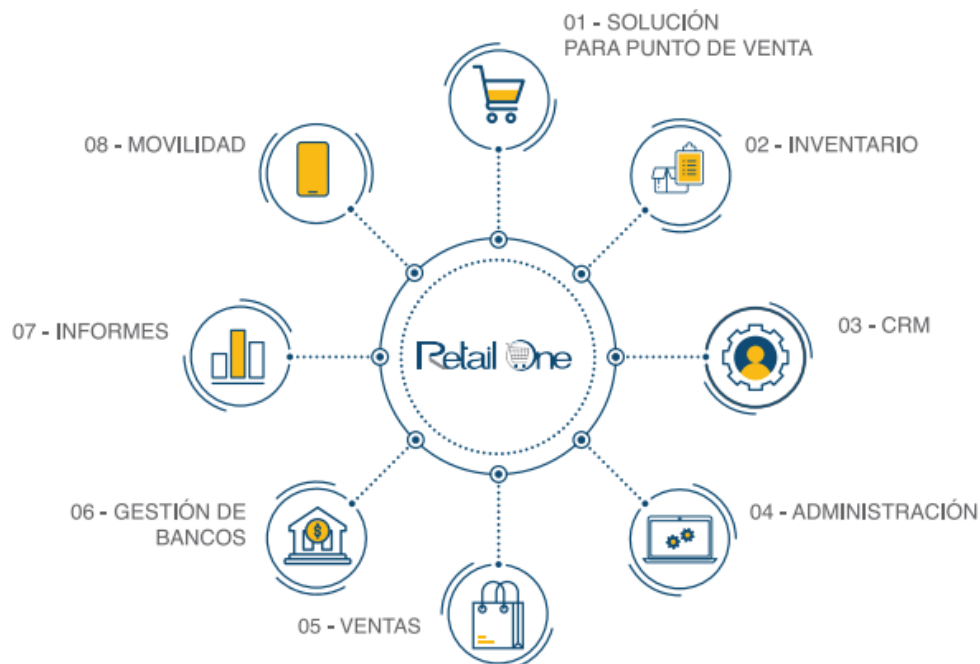 01 - SOLUCIÓN
PARA PUNTO DE VENTA
02 - INVENTARIO
03 - CRM
04 - ADMINISTRACIÓN
05 - VENTAS
06 - GESTIÓN DE
BANCOS
07 - INFORMES
08 - MOVILIDAD
Retail One
$